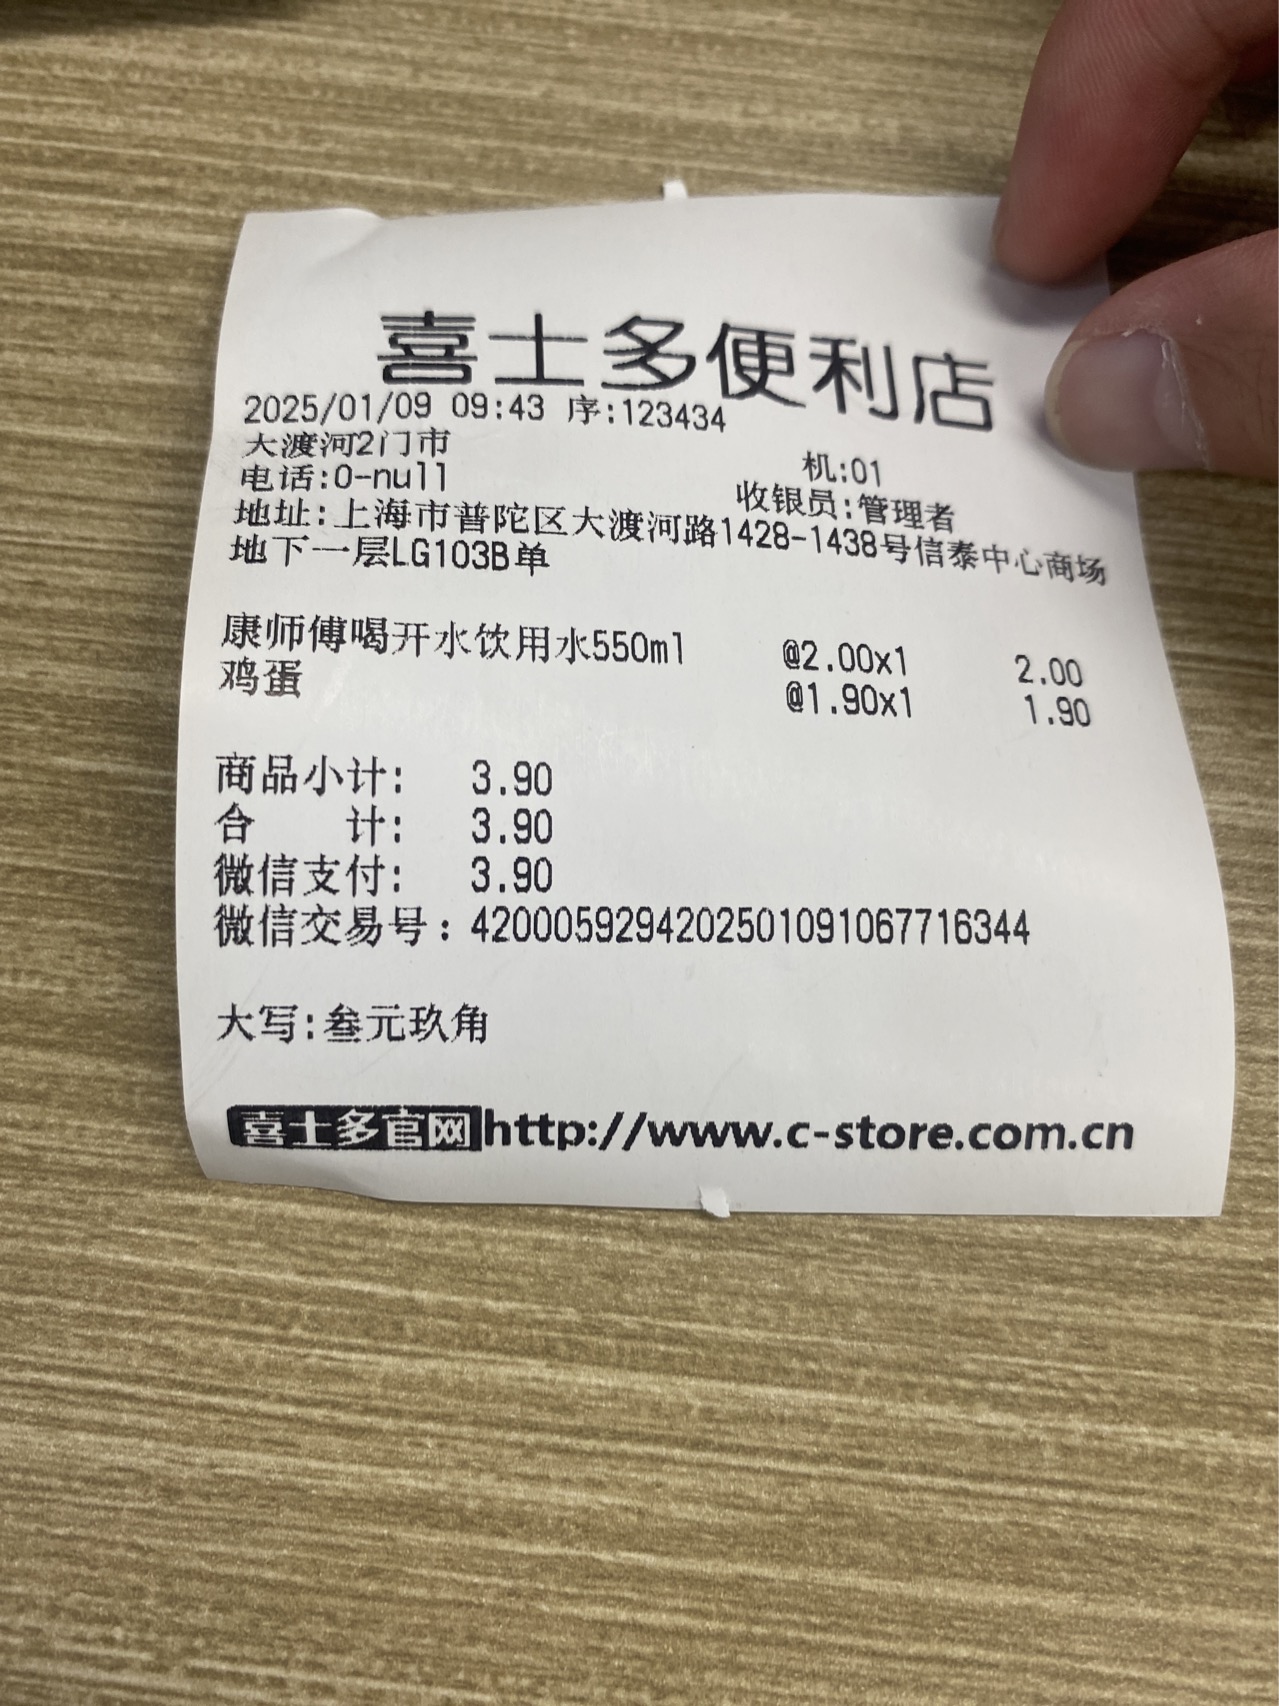 喜士多便利店
2025/01/09 09:43 序:123434
大渡河2门市 机:01
电话:0-null 收银员:管理者
地址:上海市普陀区大渡河路1428-1438号信泰中心商场
地下一层LG103B单
康师傅喝开水饮用水550ml @2.00x1 2.00
鸡蛋 @1.90x1 1.90
商品小计: 3.90
合 计: 3.90
微信支付: 3.90
微信交易号:4200059294202501091067716344
大写:叁元玖角
喜士多官网http://www.c-store.com.cn